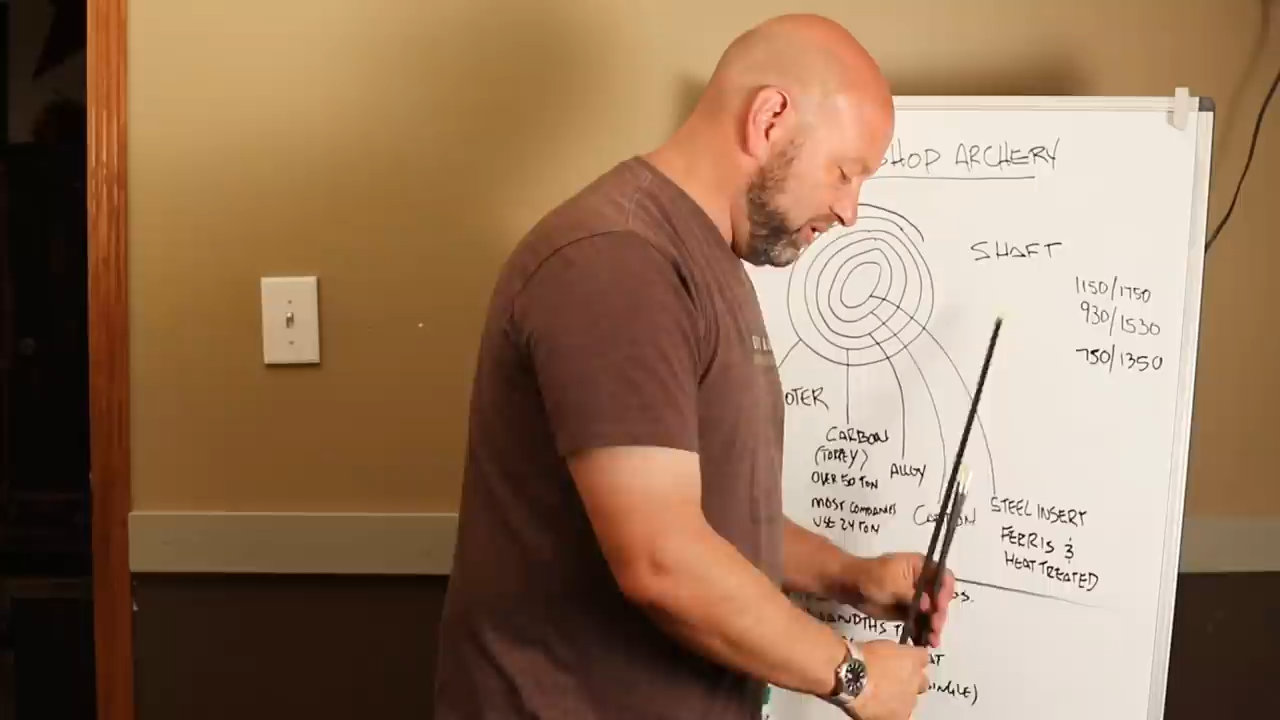 SHOP ARCHERY
SHAFT
1150/1750
930/1530
750/1350
OTER
CARBON
(TORAY)
OVER 50 TON
MOST COMPANIES
USE 24 TON
ALLOY
CARBON
STEEL INSERT
FERRIS &
HEAT TREATED